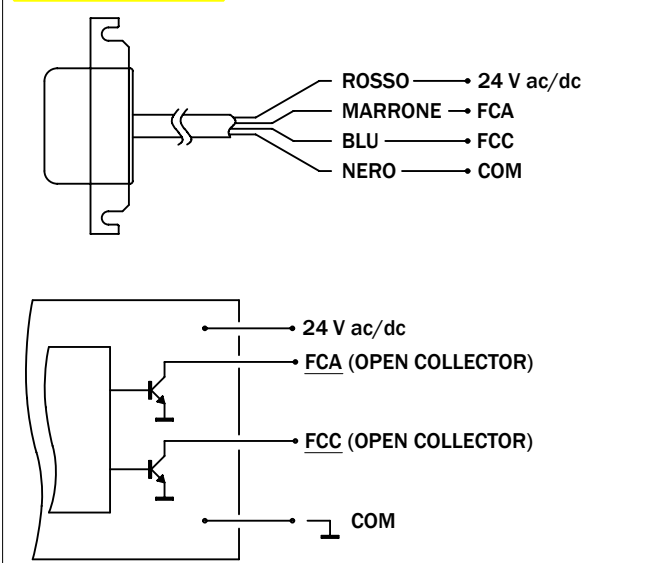 ROSSO 24 V ac/dc
MARRONE FCA
BLU FCC
NERO COM
24 V ac/dc
FCA (OPEN COLLECTOR)
FCC (OPEN COLLECTOR)
COM